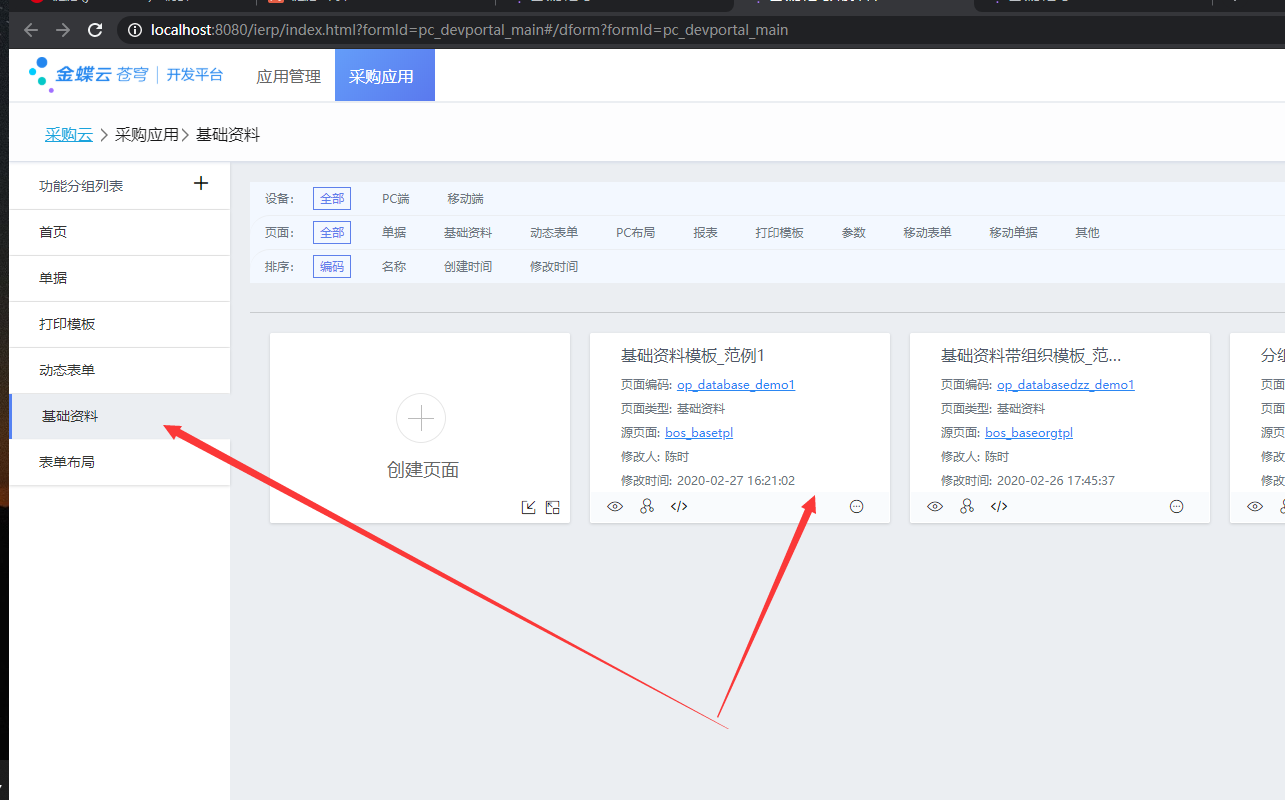 localhost:8080/ierp/index.html?formId=pc_devportal_main#/dform?formId=pc_devportal_main
金蝶云 苍穹 | 开发平台 应用管理 采购应用
采购云 > 采购应用 > 基础资料
功能分组列表 +
首页
单据
打印模板
动态表单
基础资料
表单布局
设备: 全部 PC端 移动端
页面: 全部 单据 基础资料 动态表单 PC布局 报表 打印模板 参数 移动表单 移动单据 其他
排序: 编码 名称 创建时间 修改时间
创建页面
基础资料模板_范例1
页面编码: op_database_demo1
页面类型: 基础资料
源页面: bos_basetpl
修改人: 陈时
修改时间: 2020-02-27 16:21:02
基础资料带组织模板_范...
页面编码: op_databasedzz_demo1
页面类型: 基础资料
源页面: bos_baseorgtpl
修改人: 陈时
修改时间: 2020-02-26 17:45:37
分组
页面
页面
源页
修改
修改